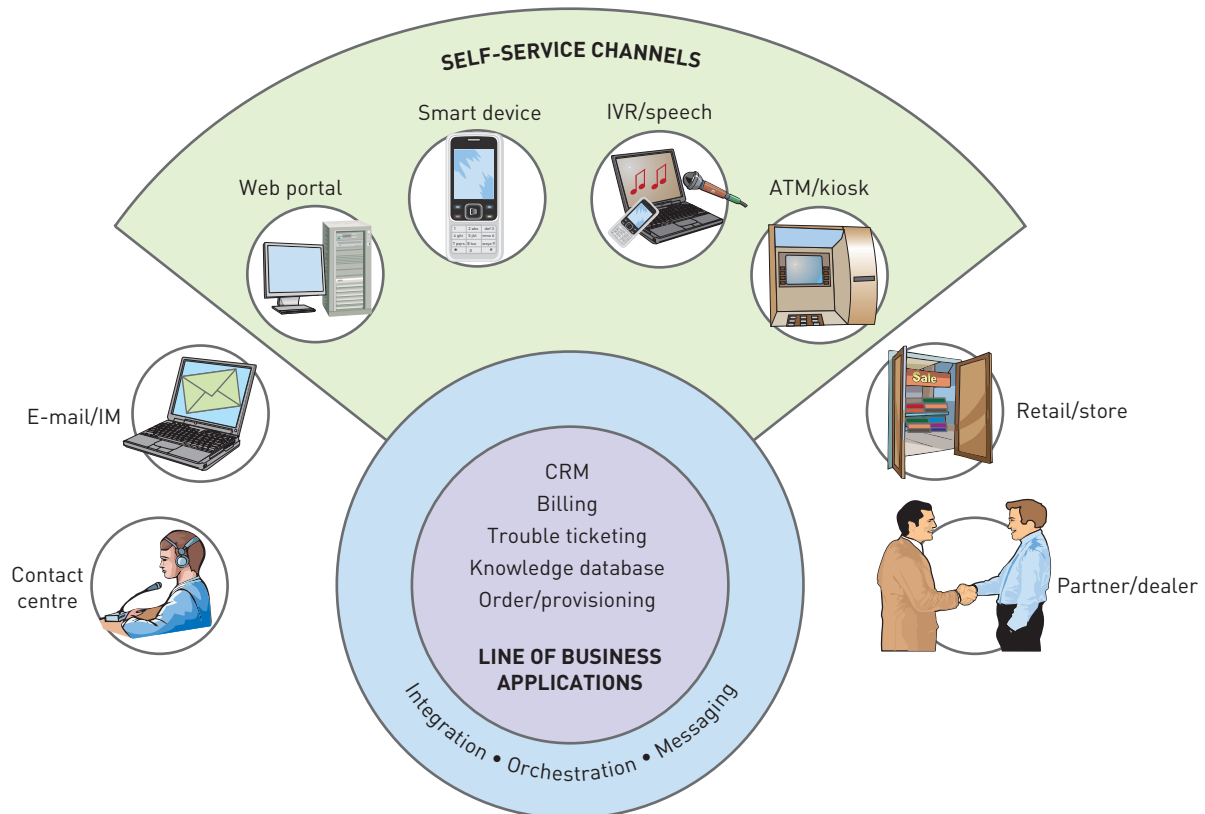 SELF-SERVICE CHANNELS
Smart device
IVR/speech
Web portal
ATM/kiosk
Sale
E-mail/IM
Retail/store
CRM
Billing
Trouble ticketing
Knowledge database
Order/provisioning
Contact
centre
Partner/dealer
LINE OF BUSINESS
APPLICATIONS
Integration • Orchestration • Messaging